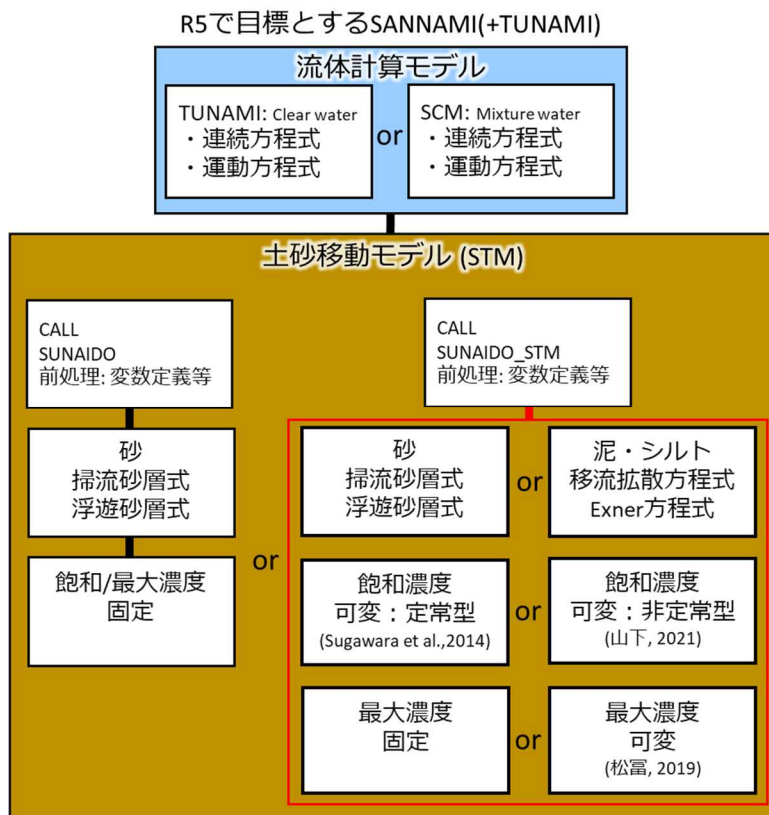 R5で目標とするSANNAMI(+TUNAMI)
流体計算モデル
TUNAMI: Clear water
・連続方程式
・運動方程式
or
SCM: Mixture water
・連続方程式
・運動方程式
土砂移動モデル (STM)
CALL
SUNAIDO
前処理: 変数定義等
砂
掃流砂層式
浮遊砂層式
飽和/最大濃度
固定
or
CALL
SUNAIDO_STM
前処理: 変数定義等
砂
掃流砂層式
浮遊砂層式
or
泥・シルト
移流拡散方程式
Exner方程式
飽和濃度
可変：定常型
(Sugawara et al.,2014)
or
飽和濃度
可変：非定常型
(山下, 2021)
最大濃度
固定
or
最大濃度
可変
(松冨, 2019)